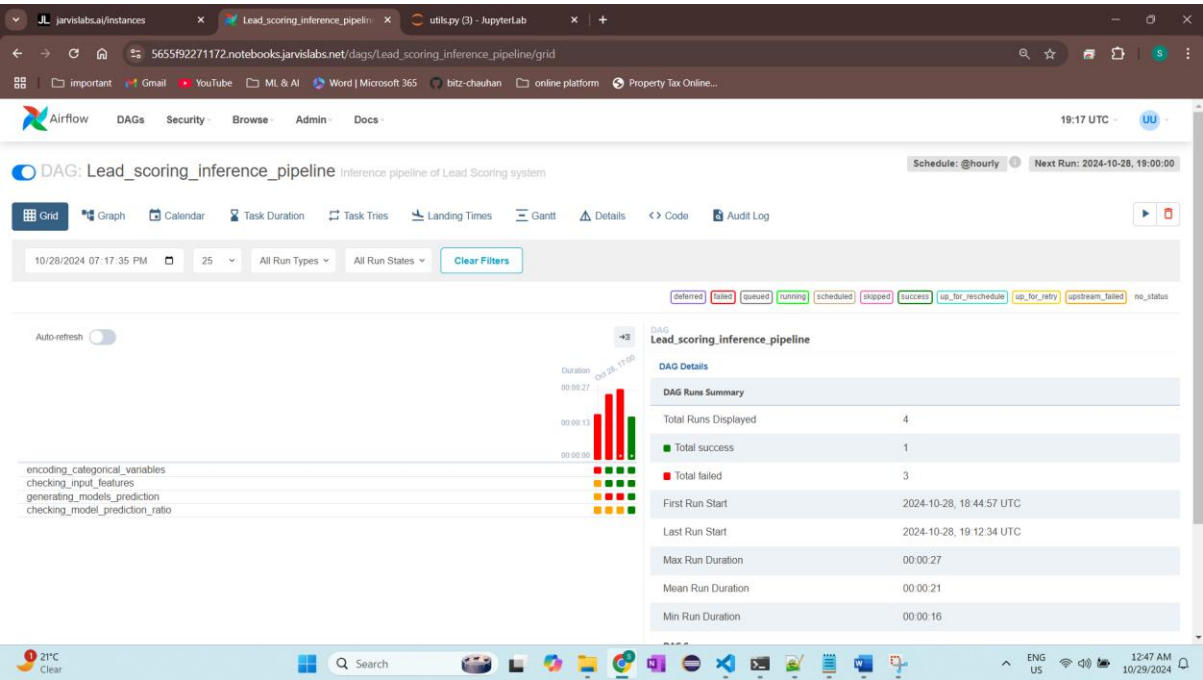 jarvislabs.ai/instances
Lead_scoring_inference_pipelin
utils.py (3) - JupyterLab
5655f92271172.notebooks.jarvislabs.net/dags/Lead_scoring_inference_pipeline/grid
important Gmail YouTube ML & AI Word | Microsoft 365 bitz-chauhan online platform Property Tax Online...
Airflow DAGs Security Browse Admin Docs 19:17 UTC UU
DAG: Lead_scoring_inference_pipeline Inference pipeline of Lead Scoring system
Schedule: @hourly Next Run: 2024-10-28, 19:00:00
Grid Graph Calendar Task Duration Task Tries Landing Times Gantt Details Code Audit Log
10/28/2024 07:17:35 PM 25 All Run Types All Run States Clear Filters
deferred failed queued running scheduled skipped success up_for_reschedule up_for_retry upstream_failed no_status
Auto-refresh
Duration
Oct 28, 17:00
00:00:27
00:00:13
00:00:00
encoding_categorical_variables
checking_input_features
generating_models_prediction
checking_model_prediction_ratio
DAG
Lead_scoring_inference_pipeline
DAG Details
DAG Runs Summary
Total Runs Displayed 4
Total success 1
Total failed 3
First Run Start 2024-10-28, 18:44:57 UTC
Last Run Start 2024-10-28, 19:12:34 UTC
Max Run Duration 00:00:27
Mean Run Duration 00:00:21
Min Run Duration 00:00:16
21°C
Clear
Search
ENG
US
12:47 AM
10/29/2024